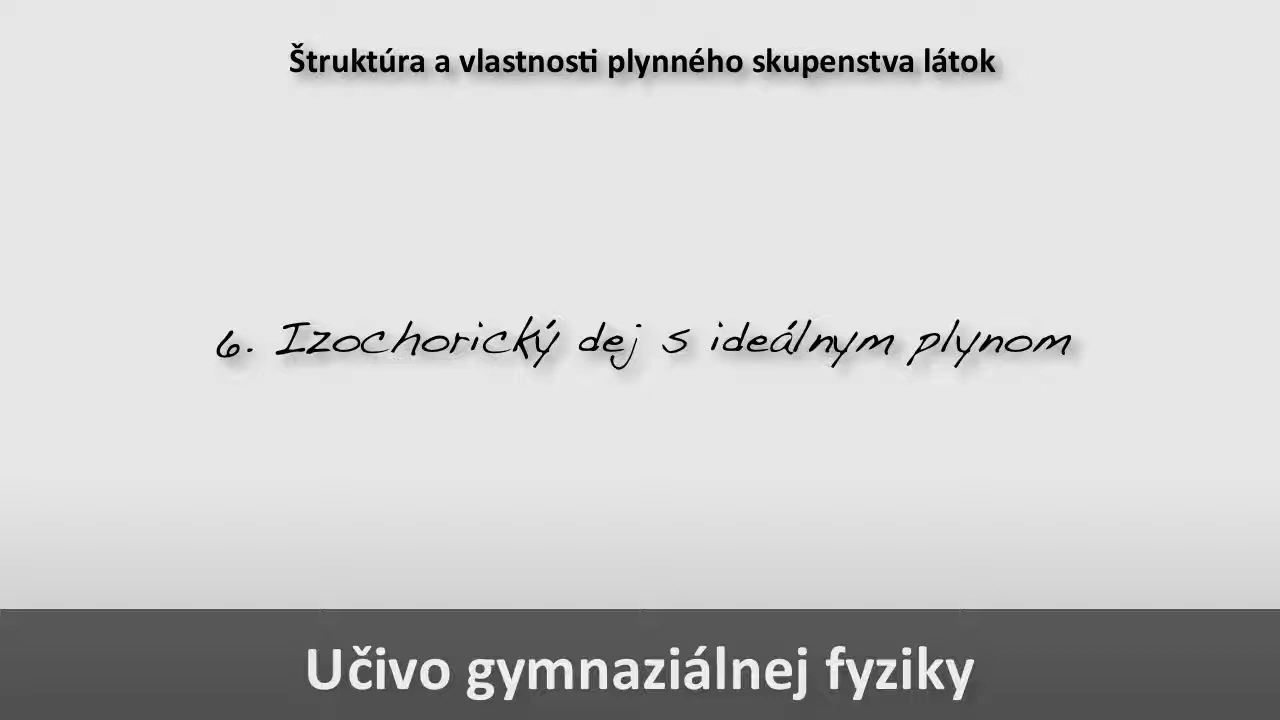 Štruktúra a vlastnosti plynného skupenstva látok
6. Izochorický dej s ideálnym plynom
Učivo gymnaziálnej fyziky